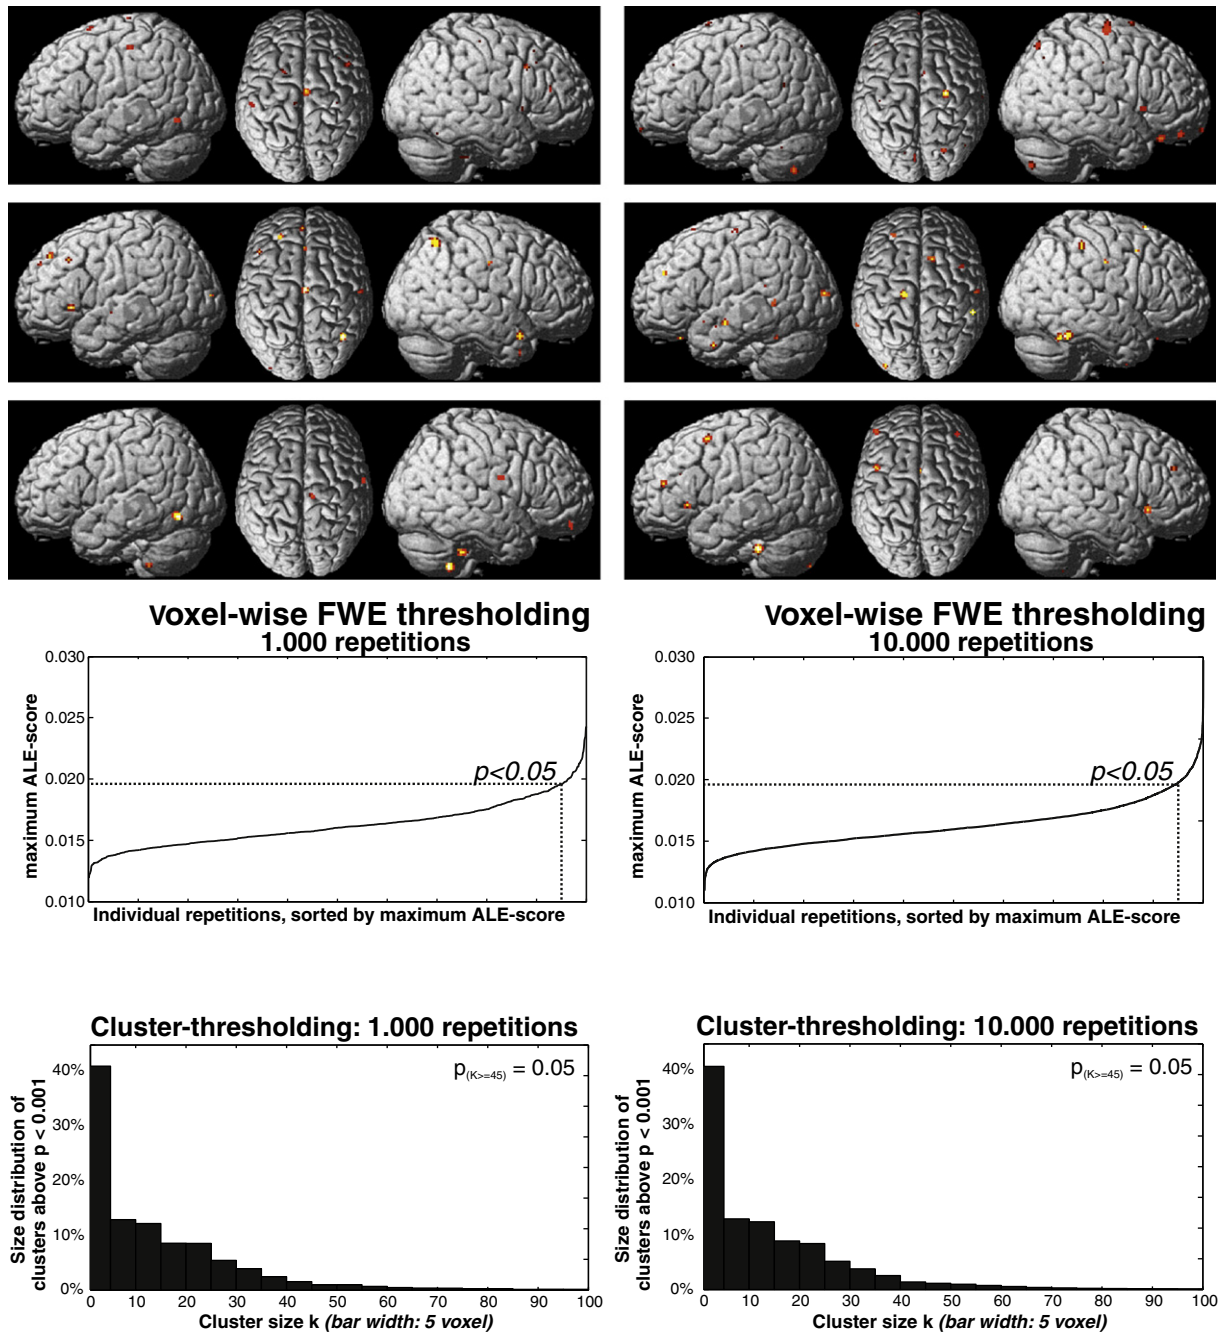 Voxel-wise FWE thresholding
1.000 repetitions
0.030
0.025
0.020
0.015
0.010
maximum ALE-score
p<0.05
Individual repetitions, sorted by maximum ALE-score
Voxel-wise FWE thresholding
10.000 repetitions
0.030
0.025
0.020
0.015
0.010
maximum ALE-score
p<0.05
Individual repetitions, sorted by maximum ALE-score
Cluster-thresholding: 1.000 repetitions
p(K>=45) = 0.05
40%
30%
20%
10%
0%
Size distribution of
clusters above p < 0.001
0 10 20 30 40 50 60 70 80 90 100
Cluster size k (bar width: 5 voxel)
Cluster-thresholding: 10.000 repetitions
p(K>=45) = 0.05
40%
30%
20%
10%
0%
Size distribution of
clusters above p < 0.001
0 10 20 30 40 50 60 70 80 90 100
Cluster size k (bar width: 5 voxel)